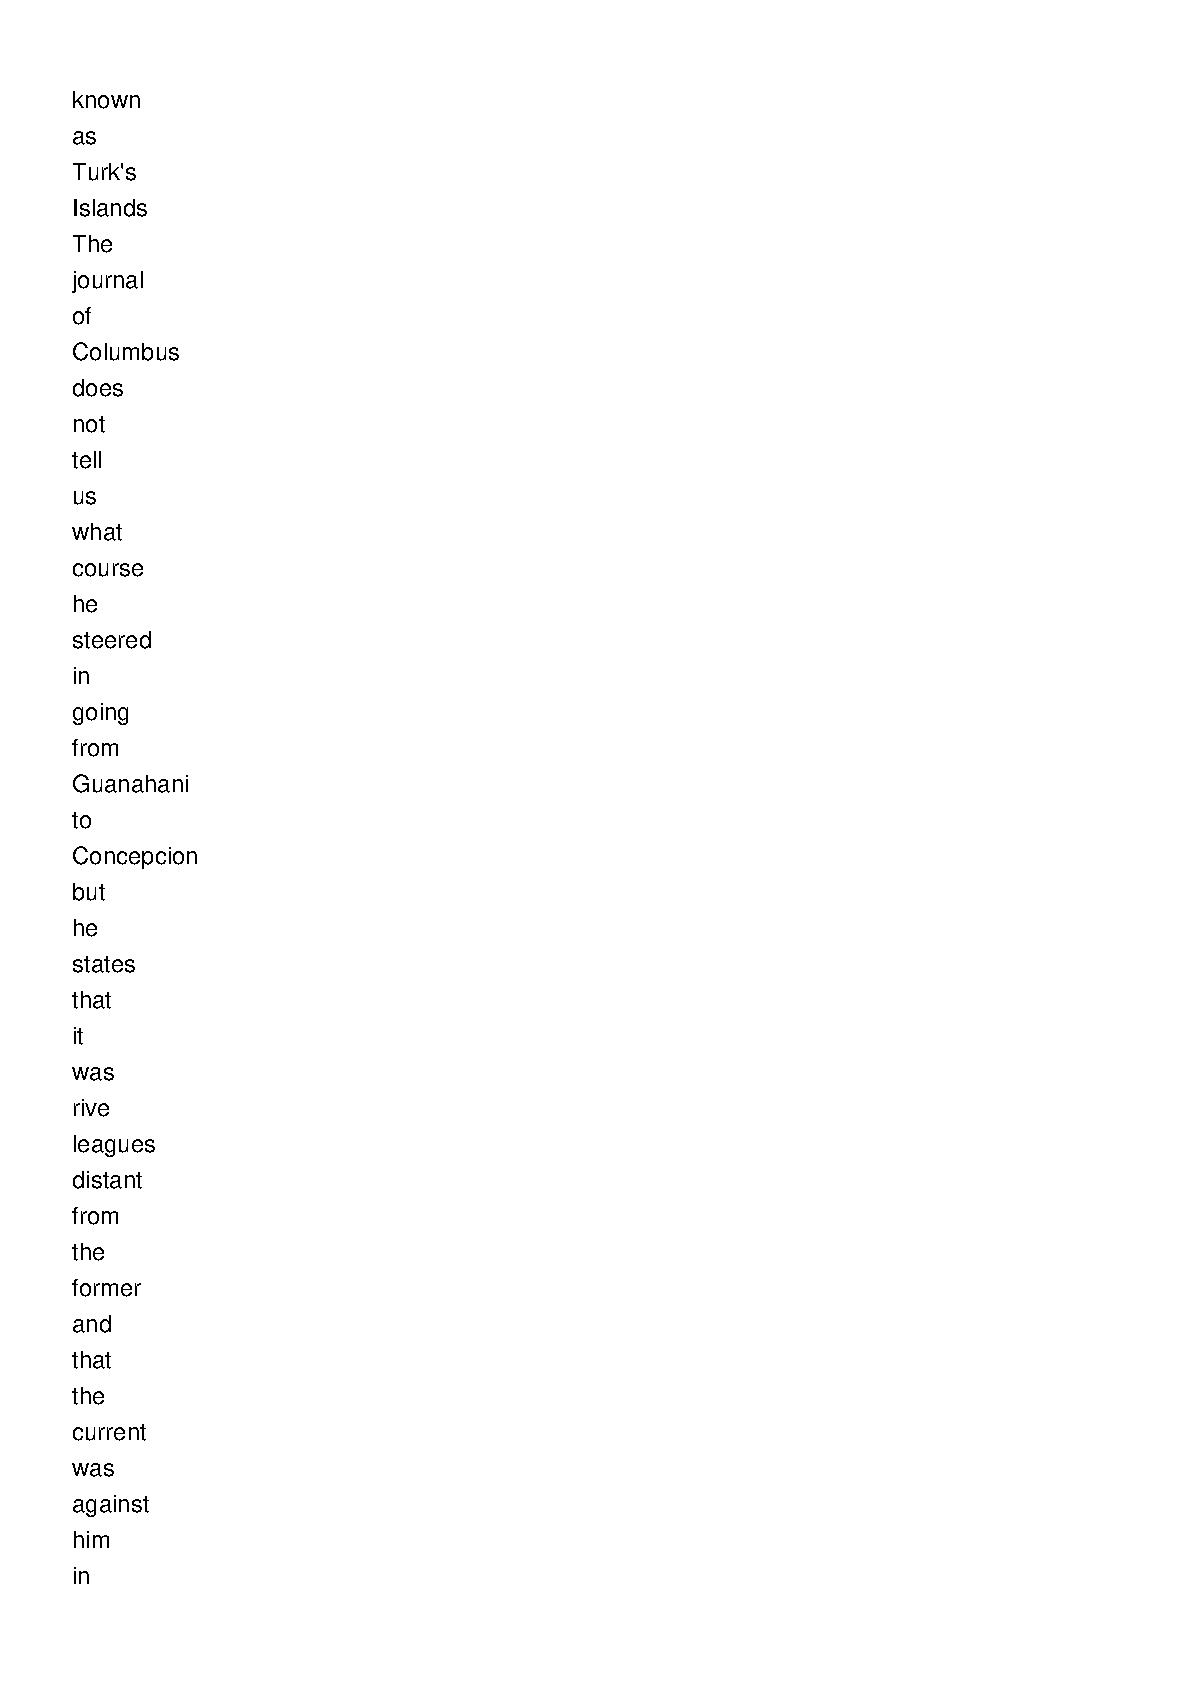 known
as
Turk's
Islands
The
journal
of
Columbus
does
not
tell
us
what
course
he
steered
in
going
from
Guanahani
to
Concepcion
but
he
states
that
it
was
rive
leagues
distant
from
the
former
and
that
the
current
was
against
him
in